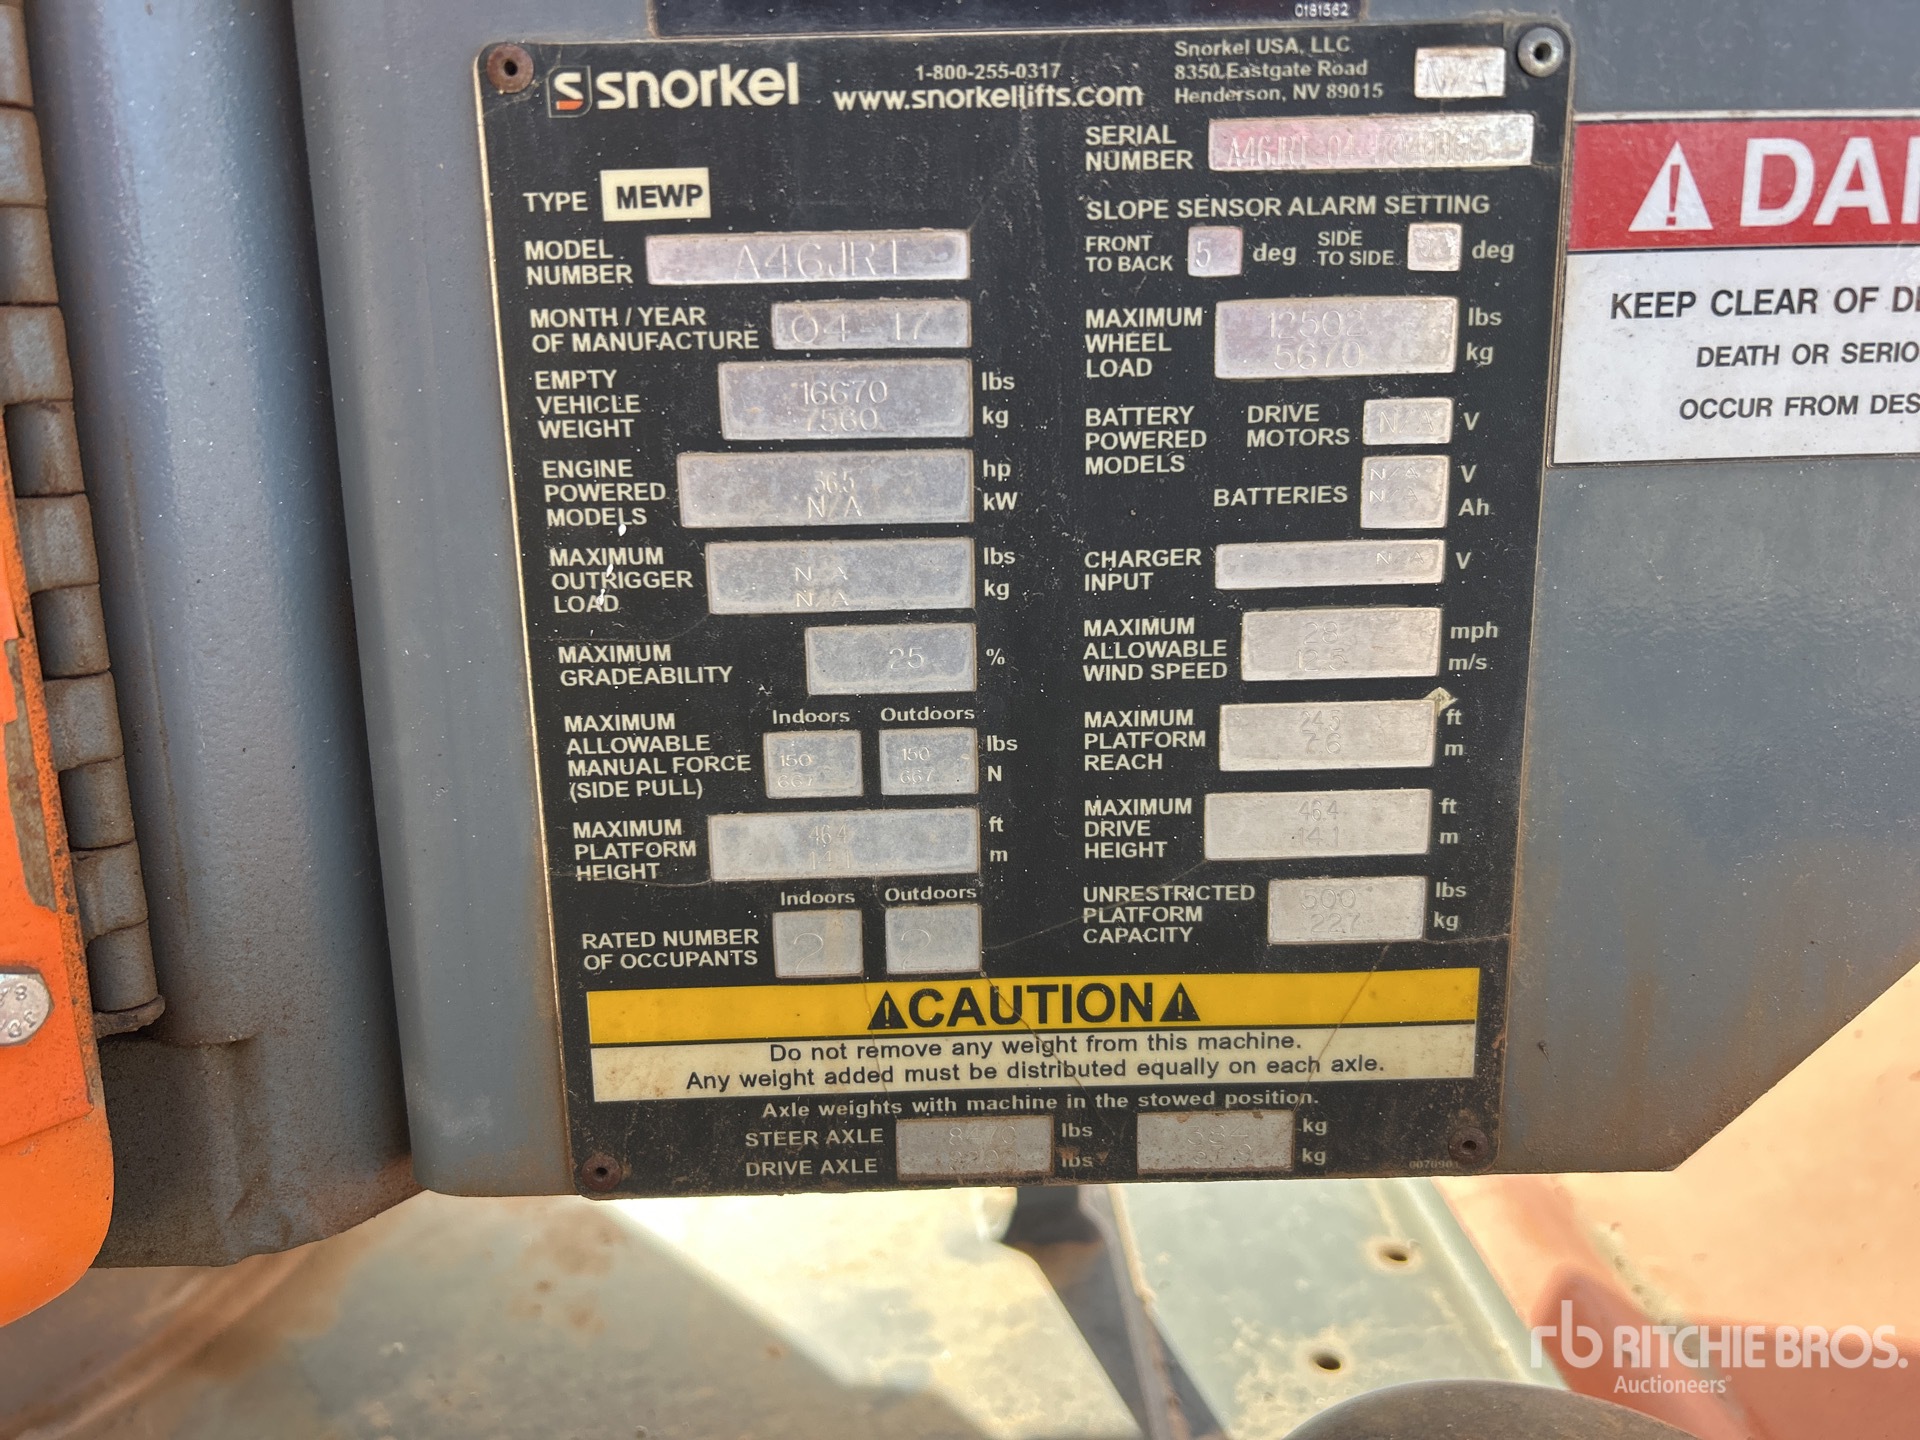 0181562
snorkel
1-800-255-0317
www.snorkellifts.com
Snorkel USA, LLC
8350 Eastgate Road
Henderson, NV 89015
N/A
TYPE MEWP
MODEL NUMBER A46JRT
MONTH / YEAR OF MANUFACTURE 04-17
EMPTY VEHICLE WEIGHT
16670 lbs
7560 kg
ENGINE POWERED MODELS
hp
N/A kW
MAXIMUM OUTRIGGER LOAD
N/A lbs
N/A kg
MAXIMUM GRADEABILITY 25 %
MAXIMUM ALLOWABLE MANUAL FORCE (SIDE PULL)
Indoors Outdoors
150 150 lbs
667 667 N
MAXIMUM PLATFORM HEIGHT
46.4 ft
14.1 m
Indoors Outdoors
RATED NUMBER OF OCCUPANTS 2 2
SERIAL NUMBER
SLOPE SENSOR ALARM SETTING
FRONT TO BACK 5 deg SIDE TO SIDE deg
MAXIMUM WHEEL LOAD
12502 lbs
5670 kg
BATTERY POWERED MODELS
DRIVE MOTORS N/A V
BATTERIES
N/A V
N/A Ah
CHARGER INPUT N/A V
MAXIMUM ALLOWABLE WIND SPEED
28 mph
12.5 m/s
MAXIMUM PLATFORM REACH
24.5 ft
7.6 m
MAXIMUM DRIVE HEIGHT
46.4 ft
14.1 m
UNRESTRICTED PLATFORM CAPACITY
500 lbs
227 kg
CAUTION
Do not remove any weight from this machine.
Any weight added must be distributed equally on each axle.
Axle weights with machine in the stowed position.
STEER AXLE lbs kg
DRIVE AXLE lbs kg
KEEP CLEAR OF
DEATH OR
OCCUR FROM
rb RITCHIE BROS.
Auctioneers